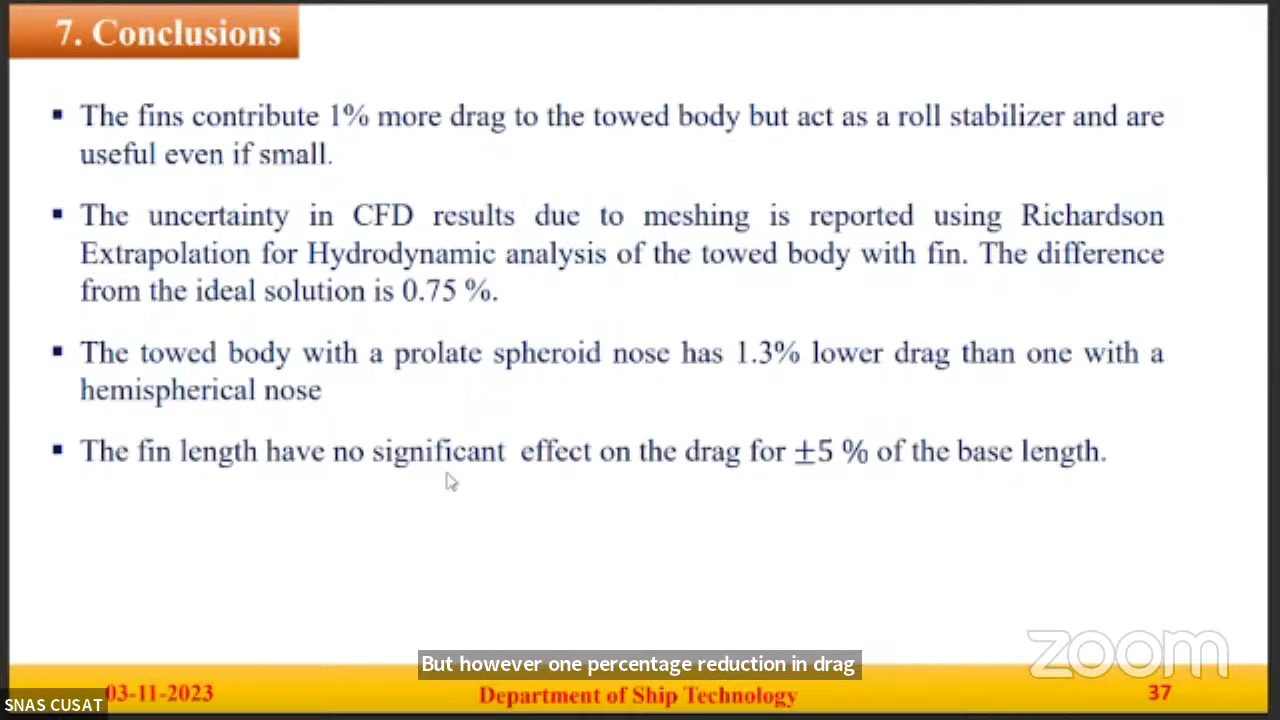 7. Conclusions
▪ The fins contribute 1% more drag to the towed body but act as a roll stabilizer and are
useful even if small.
▪ The uncertainty in CFD results due to meshing is reported using Richardson
Extrapolation for Hydrodynamic analysis of the towed body with fin. The difference
from the ideal solution is 0.75 %.
▪ The towed body with a prolate spheroid nose has 1.3% lower drag than one with a
hemispherical nose
▪ The fin length have no significant effect on the drag for ±5 % of the base length.
zoom
But however one percentage reduction in drag
03-11-2023
Department of Ship Technology
37
SNAS CUSAT